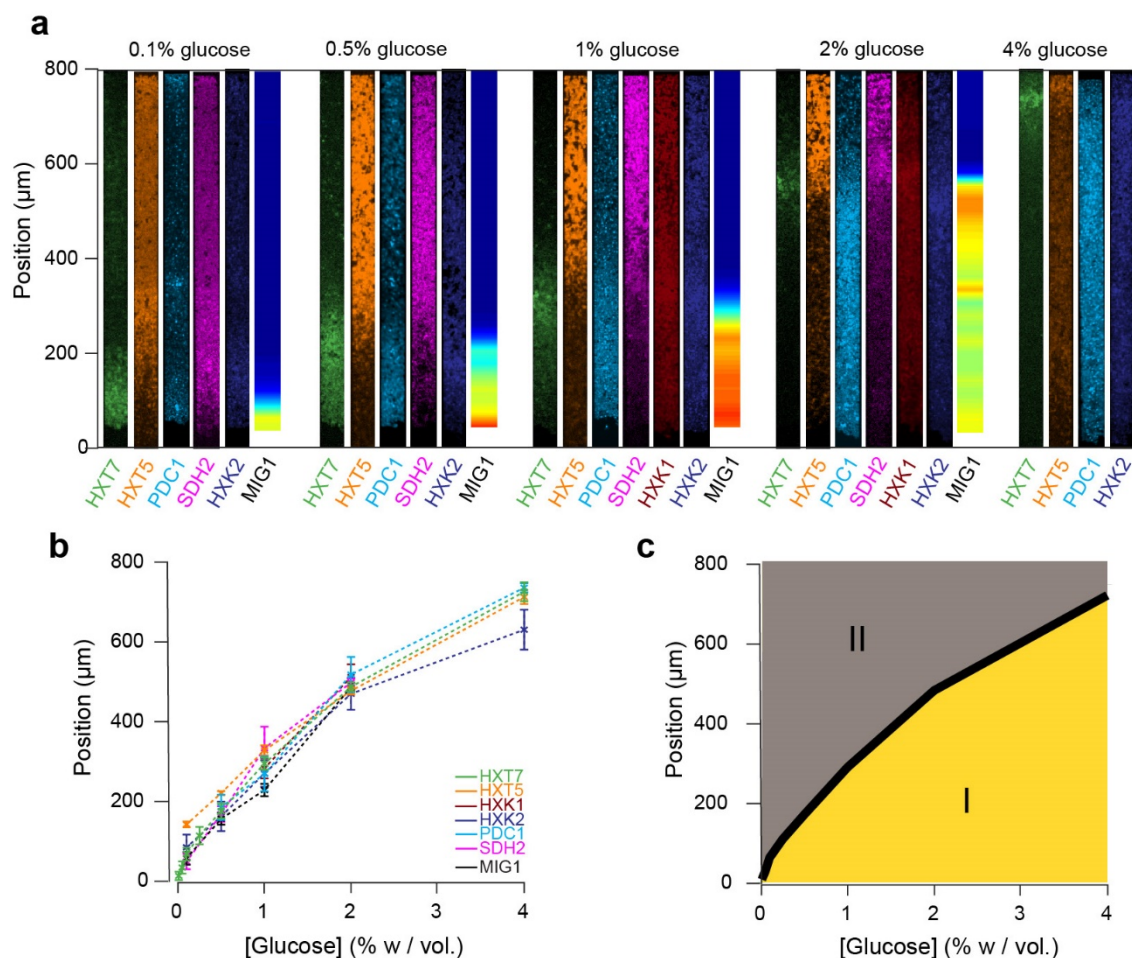 a
0.1% glucose 0.5% glucose 1% glucose 2% glucose 4% glucose
800
600
400
200
0
Position (µm)
HXT7 HXT5 PDC1 SDH2 HXK2 MIG1 HXT7 HXT5 PDC1 SDH2 HXK2 MIG1 HXT7 HXT5 PDC1 SDH2 HXK1 HXK2 MIG1 HXT7 HXT5 PDC1 SDH2 HXK1 HXK2 MIG1 HXT7 HXT5 PDC1 HXK2
b
800
600
400
200
0
Position (µm)
HXT7
HXT5
HXK1
HXK2
PDC1
SDH2
MIG1
0 1 2 3 4
[Glucose] (% w / vol.)
c
800
600
400
200
0
Position (µm)
II
I
0 1 2 3 4
[Glucose] (% w / vol.)